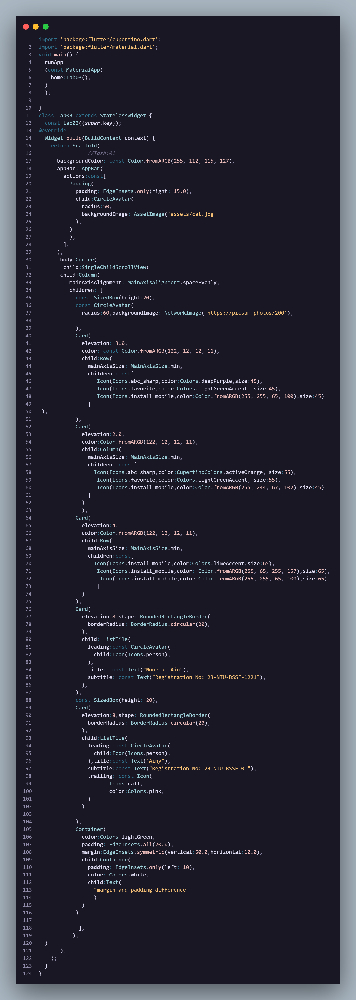 1 import 'package:flutter/cupertino.dart';
2 import 'package:flutter/material.dart';
3 void main() {
4   runApp
5   (const MaterialApp(
6     home:Lab03(),
7   )
8   );
9
10 }
11 class Lab03 extends StatelessWidget {
12   const Lab03({super.key});
13 @override
14   Widget build(BuildContext context) {
15     return Scaffold(
16                 //Task:01
17       backgroundColor: const Color.fromARGB(255, 112, 115, 127),
18       appBar: AppBar(
19         actions:const[
20           Padding(
21             padding: EdgeInsets.only(right: 15.0),
22             child:CircleAvatar(
23               radius:50,
24               backgroundImage: AssetImage('assets/cat.jpg'
25             ),
26           )
27           ),
28         ],
29       ),
30        body:Center(
31         child:SingleChildScrollView(
32        child:Column(
33           mainAxisAlignment: MainAxisAlignment.spaceEvenly,
34           children: [
35             const SizedBox(height:20),
36             const CircleAvatar(
37               radius:60,backgroundImage: NetworkImage('https://picsum.photos/200'),
38
39             ),
40             Card(
41               elevation: 3.0,
42               color: const Color.fromARGB(122, 12, 12, 11),
43               child:Row(
44                 mainAxisSize: MainAxisSize.min,
45                 children:const[
46                    Icon(Icons.abc_sharp,color:Colors.deepPurple,size:45),
47                    Icon(Icons.favorite,color:Colors.lightGreenAccent, size:45),
48                    Icon(Icons.install_mobile,color:Color.fromARGB(255, 255, 65, 100),size:45)
49                 ]
50  ),
51             ),
52             Card(
53               elevation:2.0,
54               color:Color.fromARGB(122, 12, 12, 11),
55               child:Column(
56                 mainAxisSize: MainAxisSize.min,
57                 children: const[
58                   Icon(Icons.abc_sharp,color:CupertinoColors.activeOrange, size:55),
59                    Icon(Icons.favorite,color:Colors.lightGreenAccent, size:55),
60                    Icon(Icons.install_mobile,color:Color.fromARGB(255, 244, 67, 102),size:45)
61                 ]
62               )
63               ),
64             Card(
65               elevation:4,
66               color:Color.fromARGB(122, 12, 12, 11),
67               child:Row(
68                 mainAxisSize: MainAxisSize.min,
69                 children:const[
70                   Icon(Icons.install_mobile,color:Colors.limeAccent,size:65),
71                    Icon(Icons.install_mobile,color: Color.fromARGB(255, 65, 255, 157),size:65),
72                     Icon(Icons.install_mobile,color:Color.fromARGB(255, 255, 65, 100),size:65)
73                    ]
74               )
75             ),
76             Card(
77               elevation:8,shape: RoundedRectangleBorder(
78                 borderRadius: BorderRadius.circular(20),
79               ),
80               child: ListTile(
81                 leading:const CircleAvatar(
82                   child:Icon(Icons.person),
83                 ),
84                 title: const Text("Noor ul Ain"),
85                 subtitle: const Text("Registration No: 23-NTU-BSSE-1221"),
86               ),
87             ),
88             const SizedBox(height: 20),
89             Card(
90               elevation:8,shape: RoundedRectangleBorder(
91                 borderRadius: BorderRadius.circular(20),
92               ),
93               child:ListTile(
94                 leading:const CircleAvatar(
95                   child:Icon(Icons.person),
96                 ),title:const Text("Ainy"),
97                 subtitle:const Text("Registration No: 23-NTU-BSSE-01"),
98                 trailing: const Icon(
99                        Icons.call,
100                        color:Colors.pink,
101                 )
102               )
103
104             ),
105             Container(
106               color:Colors.lightGreen,
107               padding: EdgeInsets.all(20.0),
108               margin:EdgeInsets.symmetric(vertical:50.0,horizontal:10.0),
109               child:Container(
110                 padding: EdgeInsets.only(left: 10),
111                 color: Colors.white,
112                 child:Text(
113                   "margin and padding difference"
114                   )
115               )
116             )
117
118              ],
119            ),
120   )
121        ),
122     );
123   }
124 }